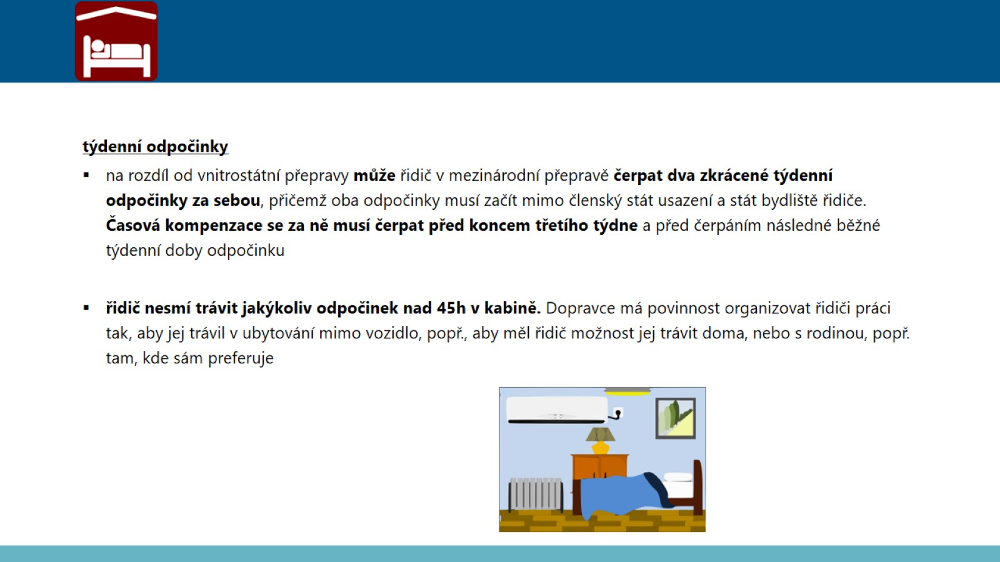 týdenní odpočinky
▪ na rozdíl od vnitrostátní přepravy může řidič v mezinárodní přepravě čerpat dva zkrácené týdenní
odpočinky za sebou, přičemž oba odpočinky musí začít mimo členský stát usazení a stát bydliště řidiče.
Časová kompenzace se za ně musí čerpat před koncem třetího týdne a před čerpáním následné běžné
týdenní doby odpočinku
▪ řidič nesmí trávit jakýkoliv odpočinek nad 45h v kabině. Dopravce má povinnost organizovat řidiči práci
tak, aby jej trávil v ubytování mimo vozidlo, popř., aby měl řidič možnost jej trávit doma, nebo s rodinou, popř.
tam, kde sám preferuje